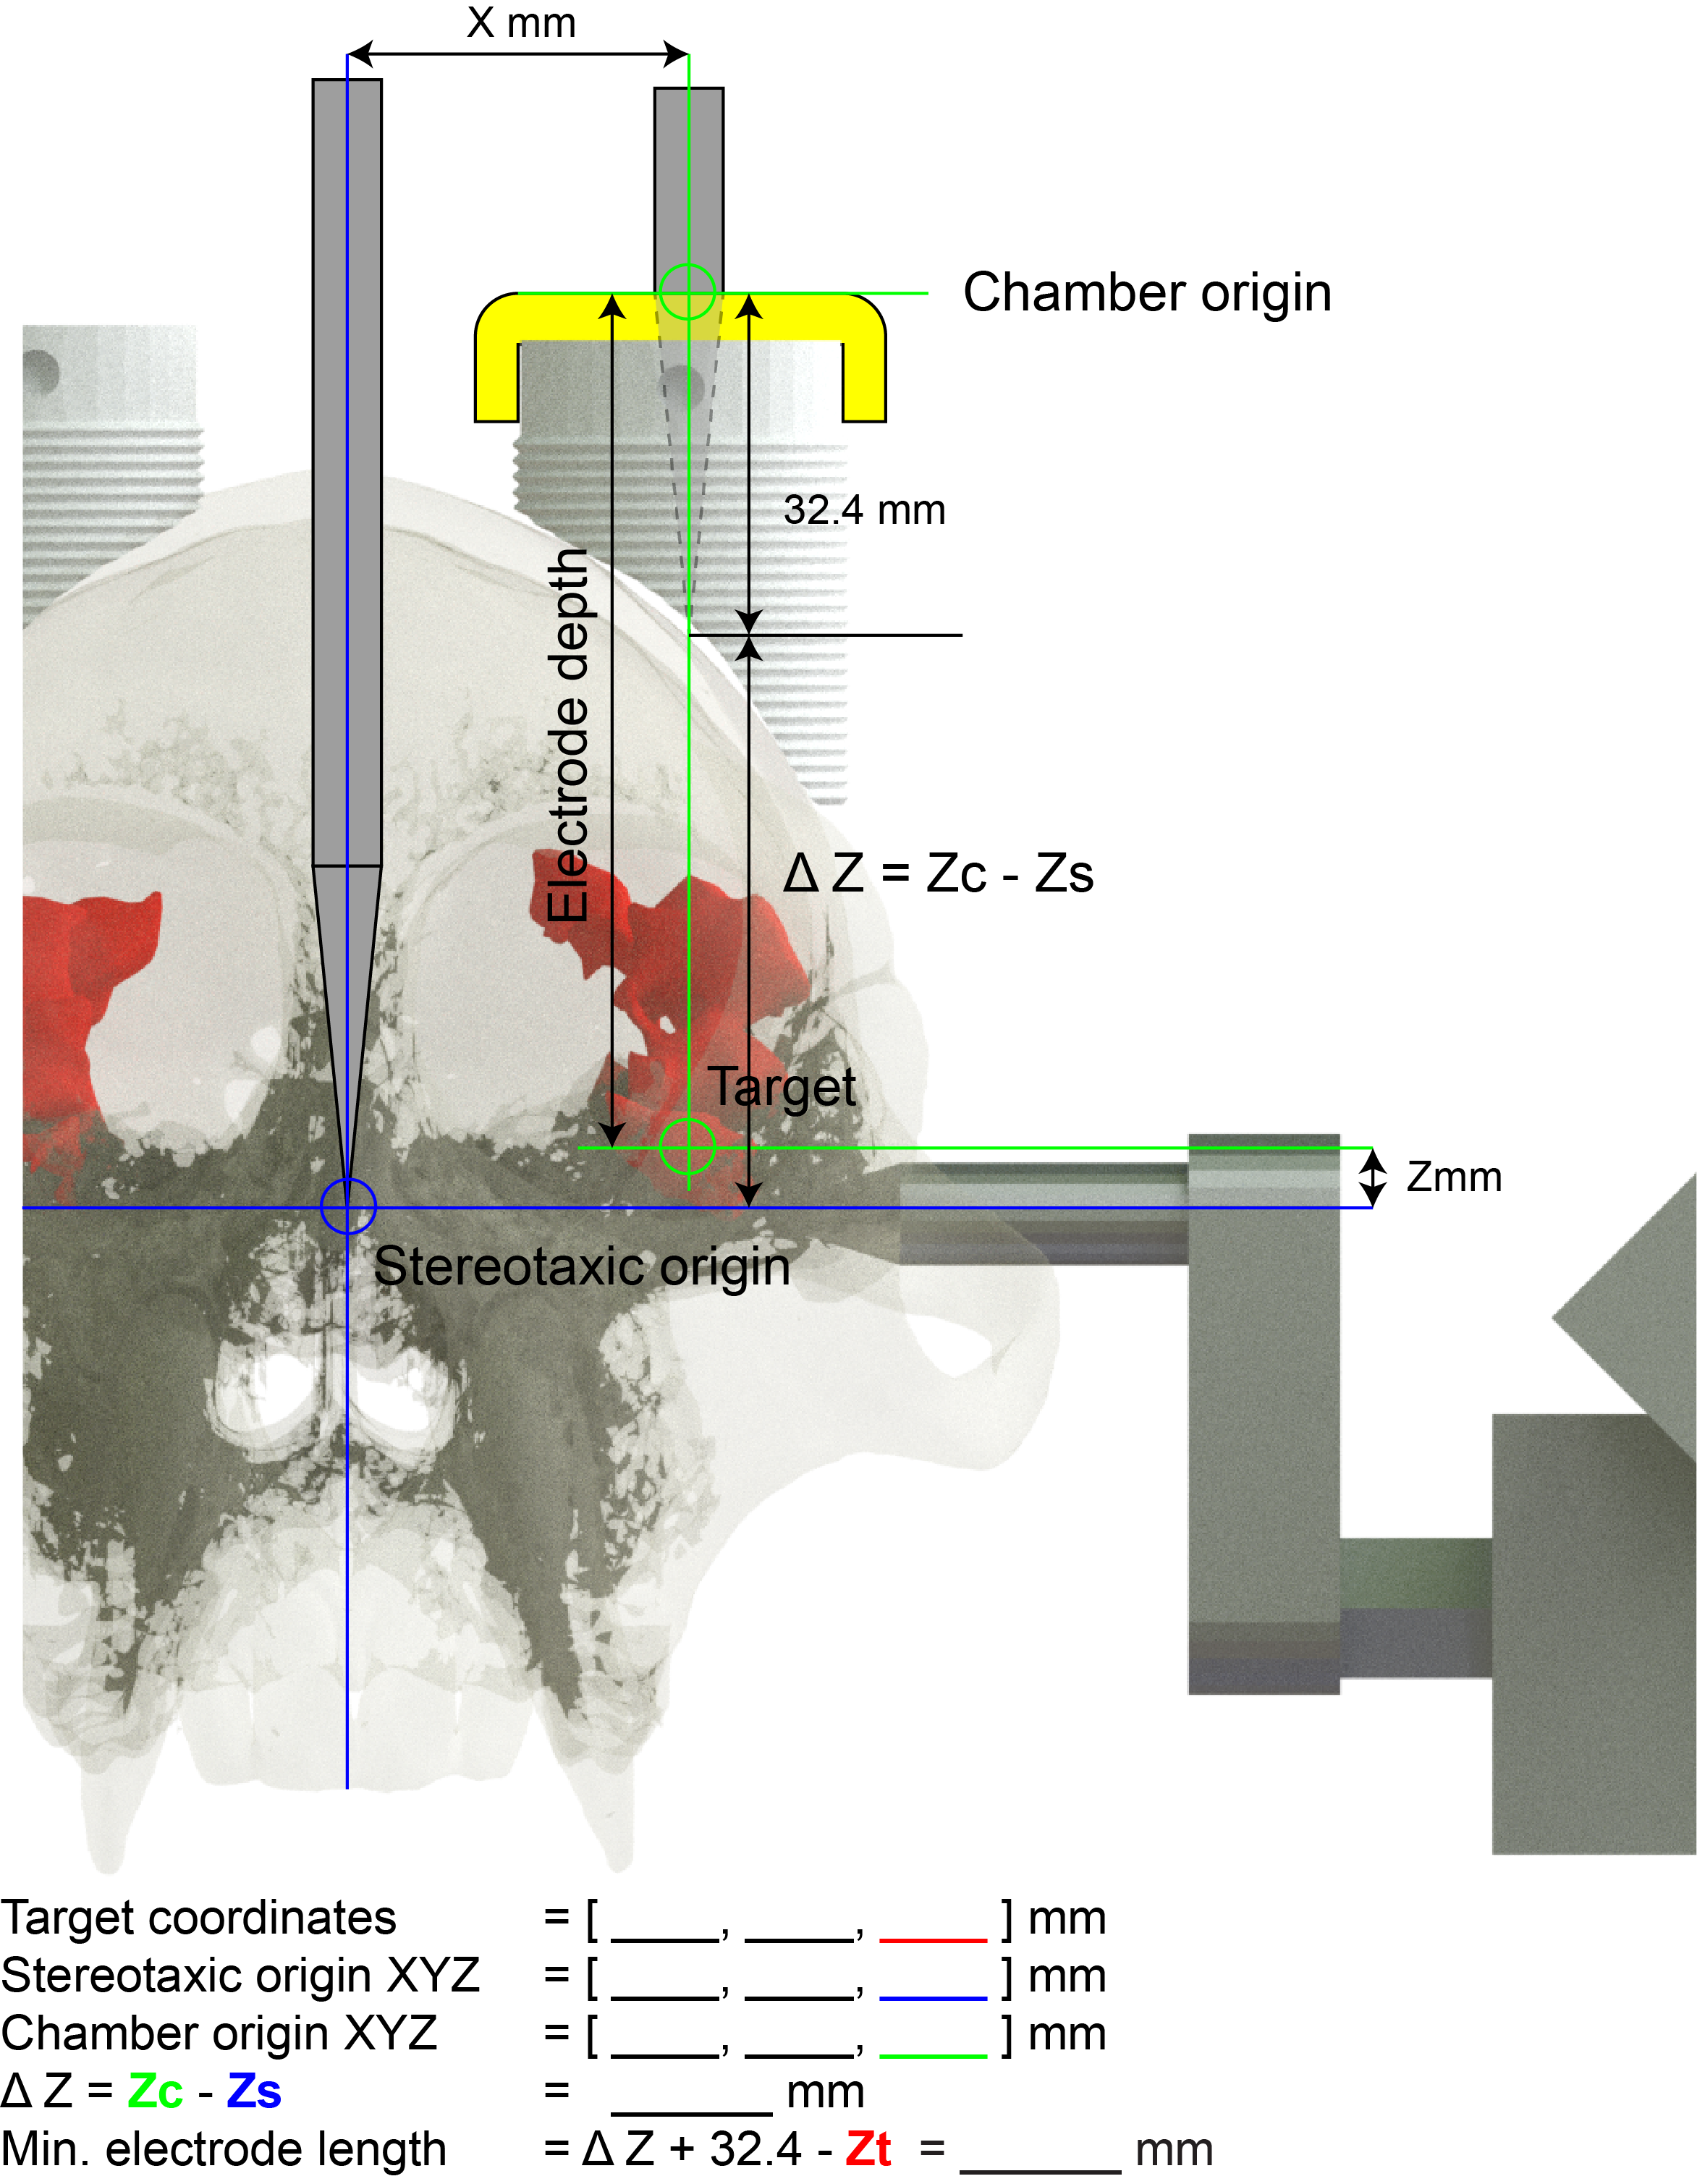 X mm
Chamber origin
32.4 mm
Electrode depth
Δ Z = Zc - Zs
Target
Zmm
Stereotaxic origin
Target coordinates = [ ____, ____, ____ ] mm
Stereotaxic origin XYZ = [ ____, ____, ____ ] mm
Chamber origin XYZ = [ ____, ____, ____ ] mm
Δ Z = Zc - Zs = ______ mm
Min. electrode length = Δ Z + 32.4 - Zt = ______ mm